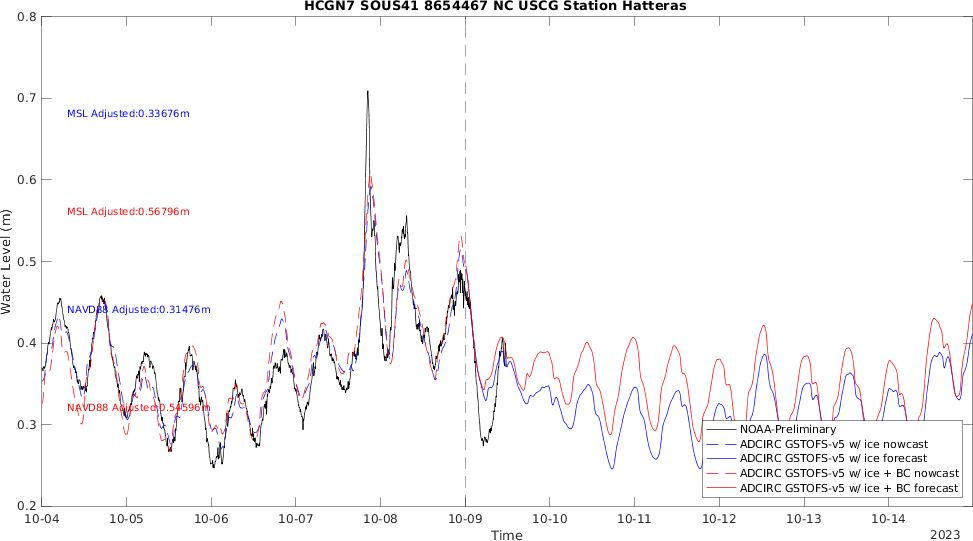 HCGN7 SOUS41 8654467 NC USCG Station Hatteras
0.8
0.7
0.6
0.5
0.4
0.3
0.2
Water Level (m)
MSL Adjusted:0.33676m
MSL Adjusted:0.56796m
NAVD88 Adjusted:0.31476m
NAVD88 Adjusted:0.54596m
NOAA-Preliminary
ADCIRC GSTOFS-v5 w/ ice nowcast
ADCIRC GSTOFS-v5 w/ ice forecast
ADCIRC GSTOFS-v5 w/ ice + BC nowcast
ADCIRC GSTOFS-v5 w/ ice + BC forecast
10-04 10-05 10-06 10-07 10-08 10-09 10-10 10-11 10-12 10-13 10-14
Time
2023